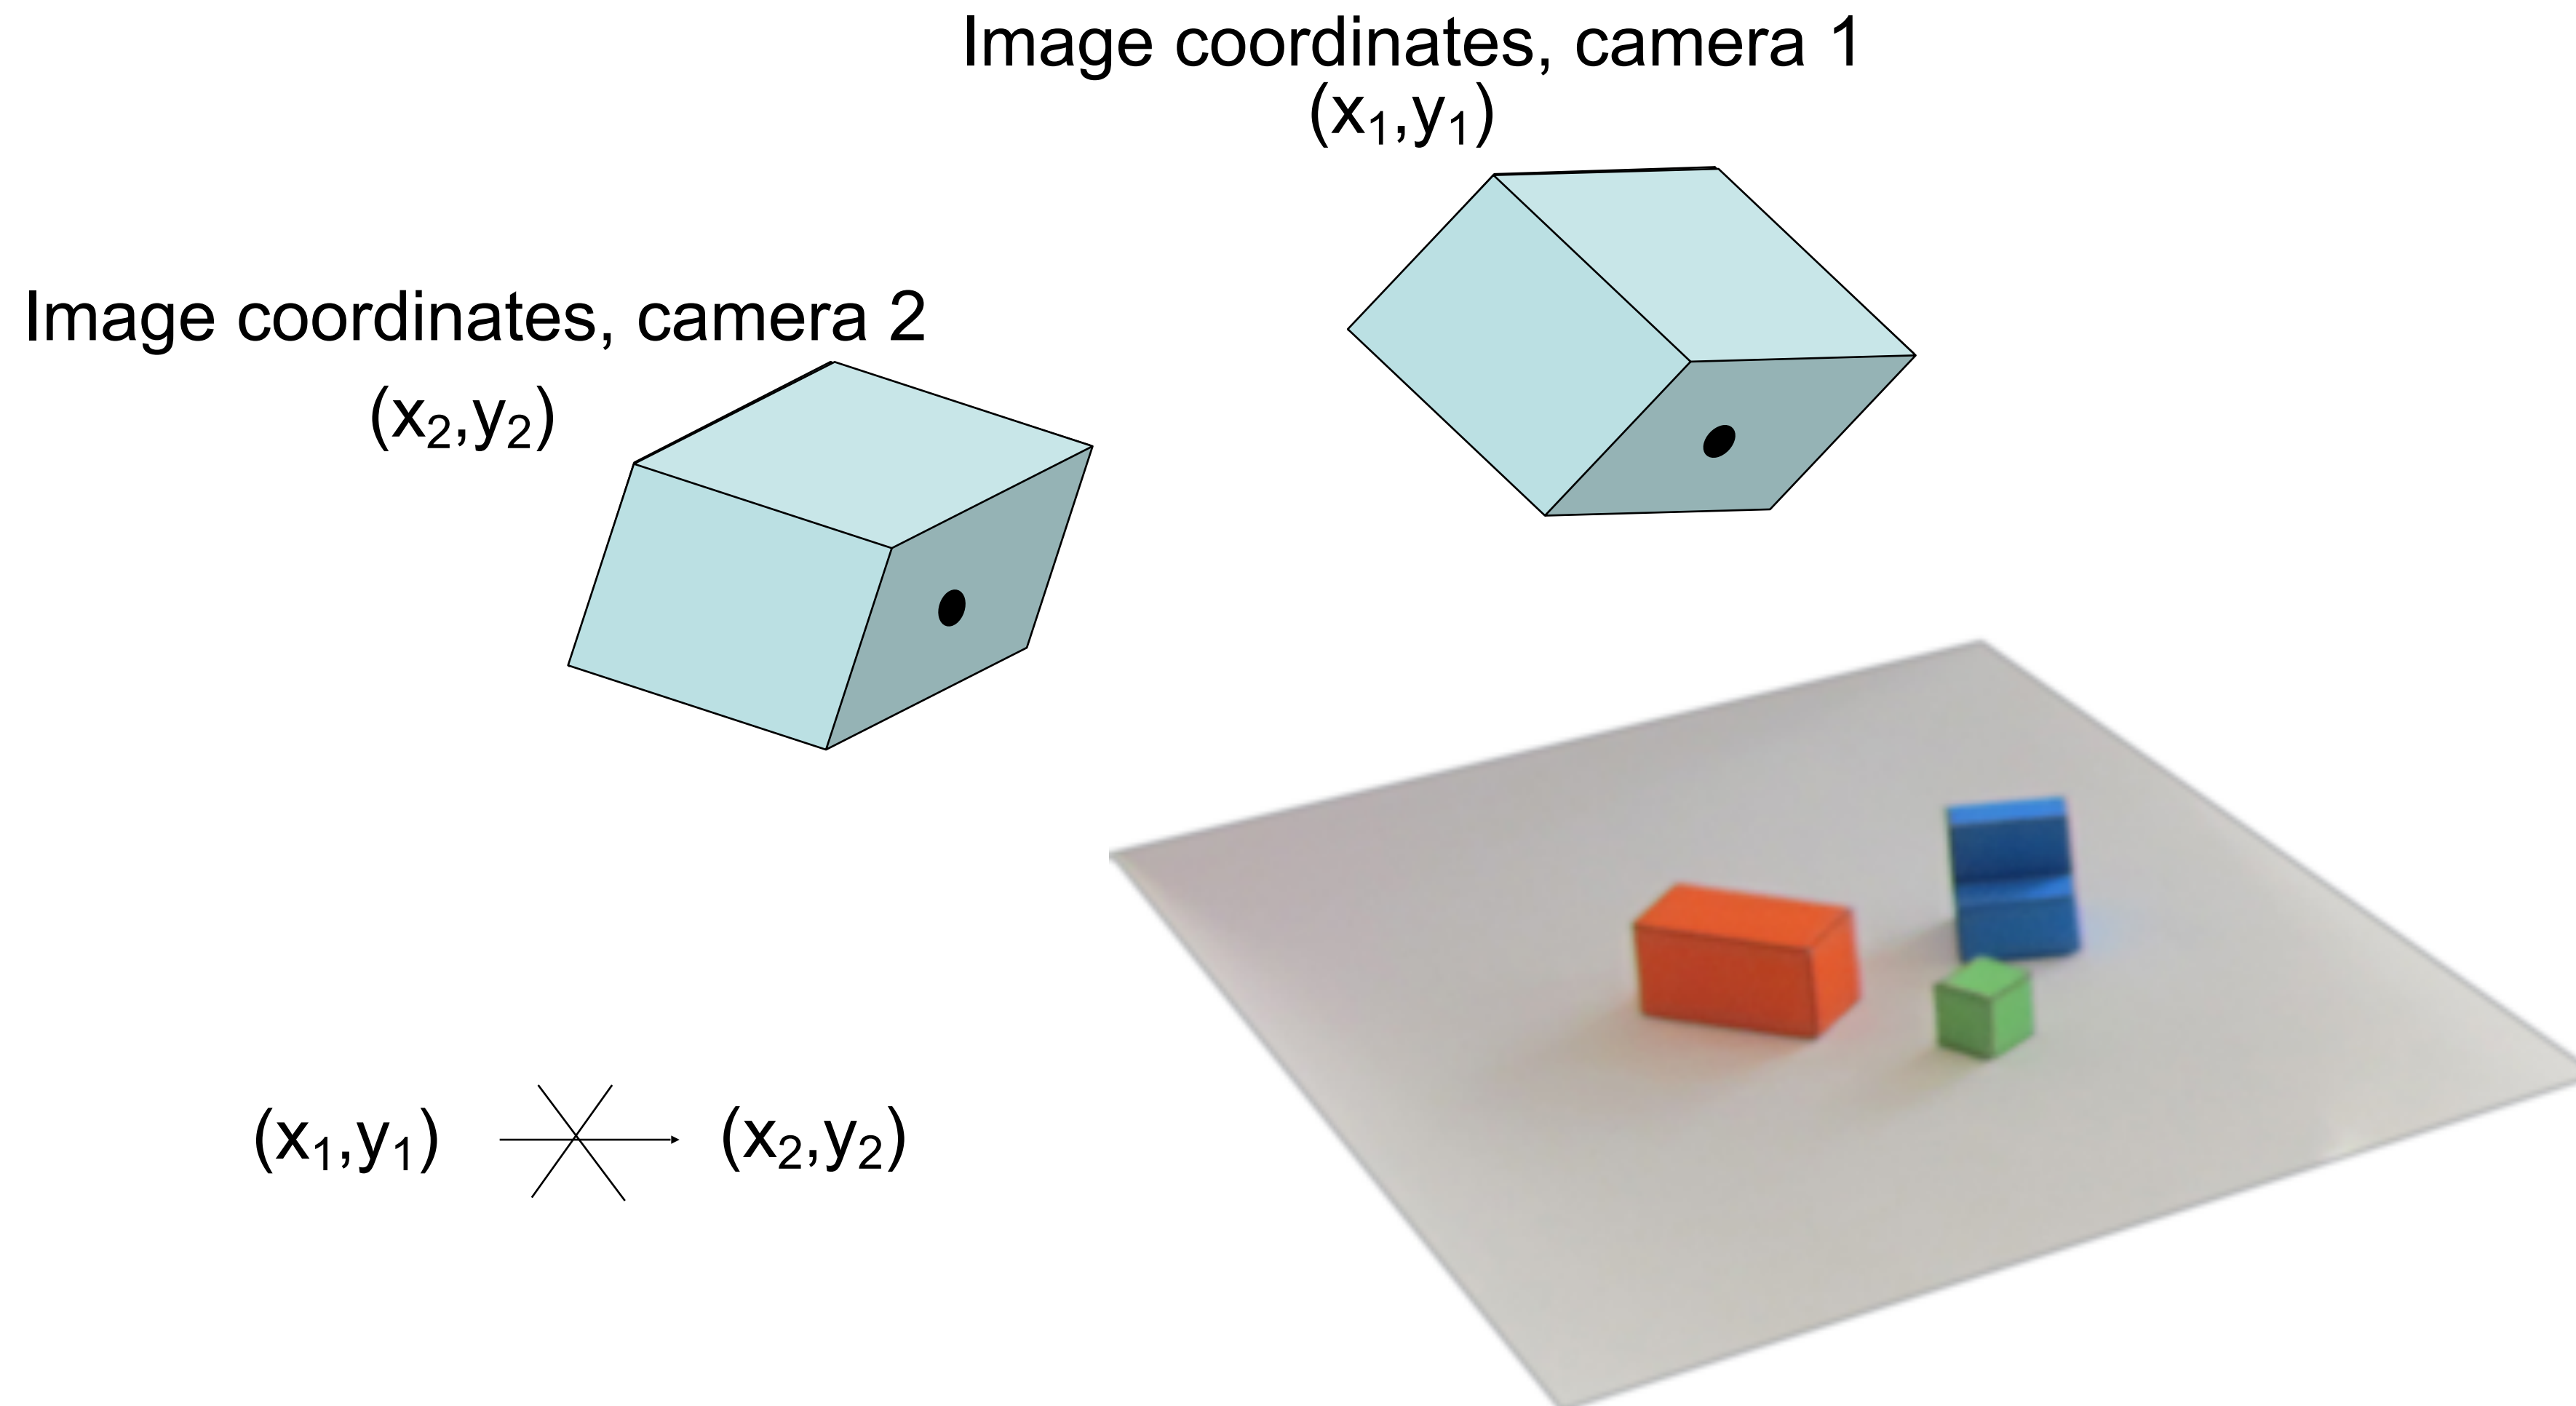 Image coordinates, camera 1
(x₁,y₁)
Image coordinates, camera 2
(x₂,y₂)
(x₁,y₁) (x₂,y₂)